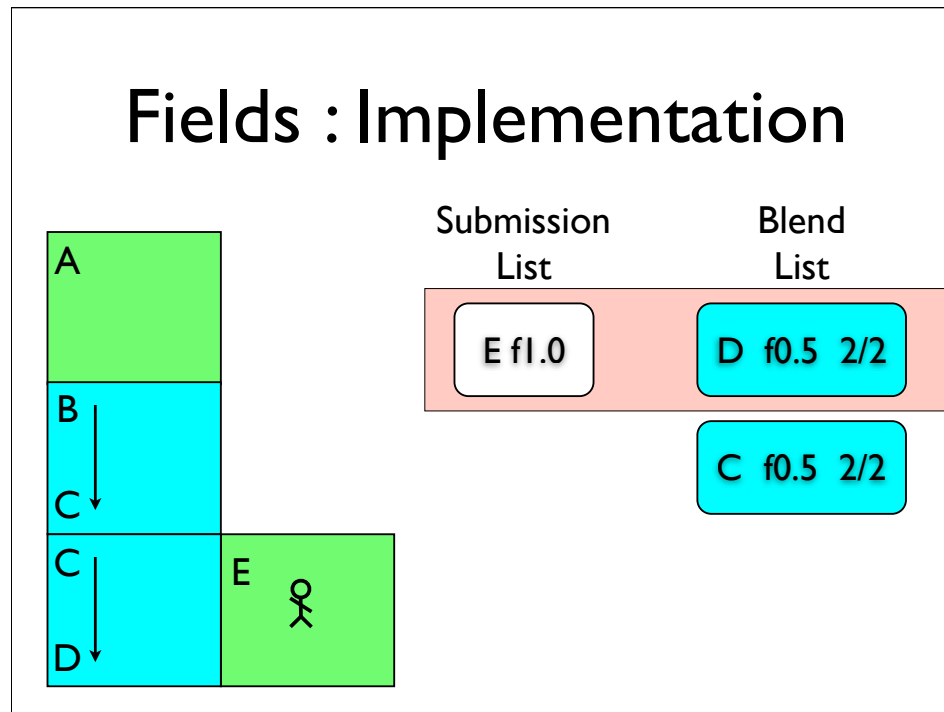 Fields : Implementation
Submission
List
Blend
List
A
B
C
C
D
E
E f1.0
D f0.5 2/2
C f0.5 2/2